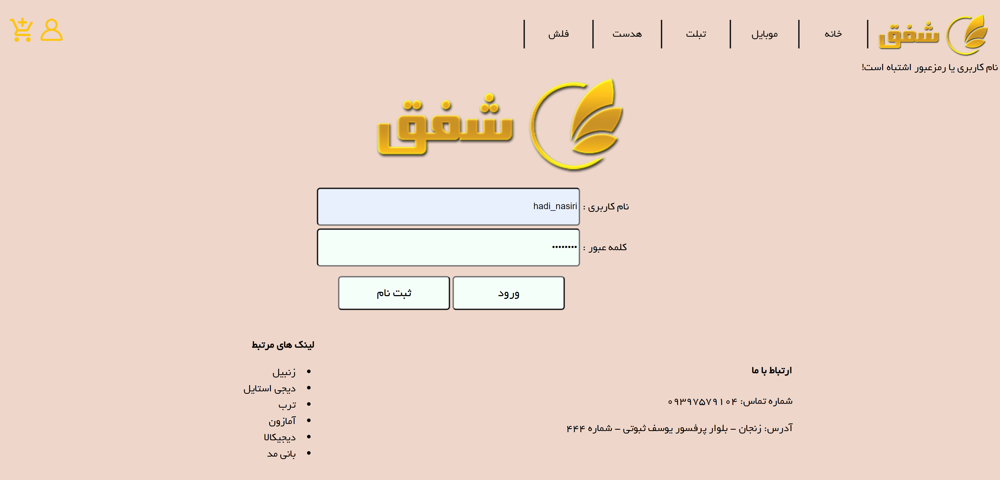 شفق
خانه
موبایل
تبلت
هدست
فلش
نام کاربری یا رمزعبور اشتباه است!
شفق
نام کاربری : hadi_nasiri
کلمه عبور : ••••••••
ورود
ثبت نام
ارتباط با ما
شماره تماس: ۰۹۳۹۷۵۷۹۱۰۴
آدرس: زنجان – بلوار پرفسور یوسف ثبوتی – شماره ۴۴۴
لینک های مرتبط
• زنبیل
• دیجی استایل
• ترب
• آمازون
• دیجیکالا
• بانی مد